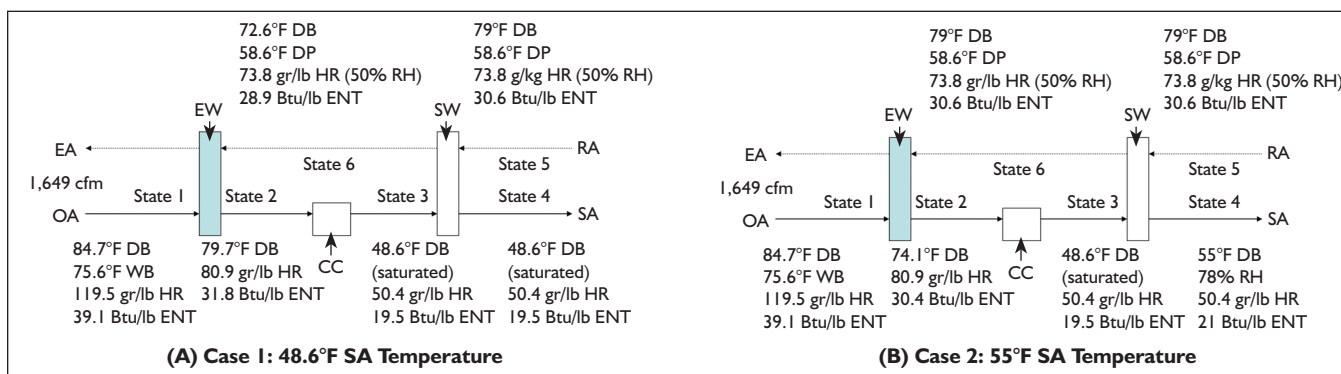 72.6°F DB
58.6°F DP
73.8 gr/lb HR (50% RH)
28.9 Btu/lb ENT
79°F DB
58.6°F DP
73.8 g/kg HR (50% RH)
30.6 Btu/lb ENT
EW
SW
EA
RA
State 6
State 5
1,649 cfm
State 1
State 2
State 3
State 4
OA
SA
CC
84.7°F DB
75.6°F WB
119.5 gr/lb HR
39.1 Btu/lb ENT
79.7°F DB
80.9 gr/lb HR
31.8 Btu/lb ENT
48.6°F DB
(saturated)
50.4 gr/lb HR
19.5 Btu/lb ENT
48.6°F DB
(saturated)
50.4 gr/lb HR
19.5 Btu/lb ENT
(A) Case 1: 48.6°F SA Temperature
79°F DB
58.6°F DP
73.8 gr/lb HR (50% RH)
30.6 Btu/lb ENT
79°F DB
58.6°F DP
73.8 g/kg HR (50% RH)
30.6 Btu/lb ENT
EW
SW
EA
RA
State 6
State 5
1,649 cfm
State 1
State 2
State 3
State 4
OA
SA
CC
84.7°F DB
75.6°F WB
119.5 gr/lb HR
39.1 Btu/lb ENT
74.1°F DB
80.9 gr/lb HR
30.4 Btu/lb ENT
48.6°F DB
(saturated)
50.4 gr/lb HR
19.5 Btu/lb ENT
55°F DB
78% RH
50.4 gr/lb HR
21 Btu/lb ENT
(B) Case 2: 55°F SA Temperature